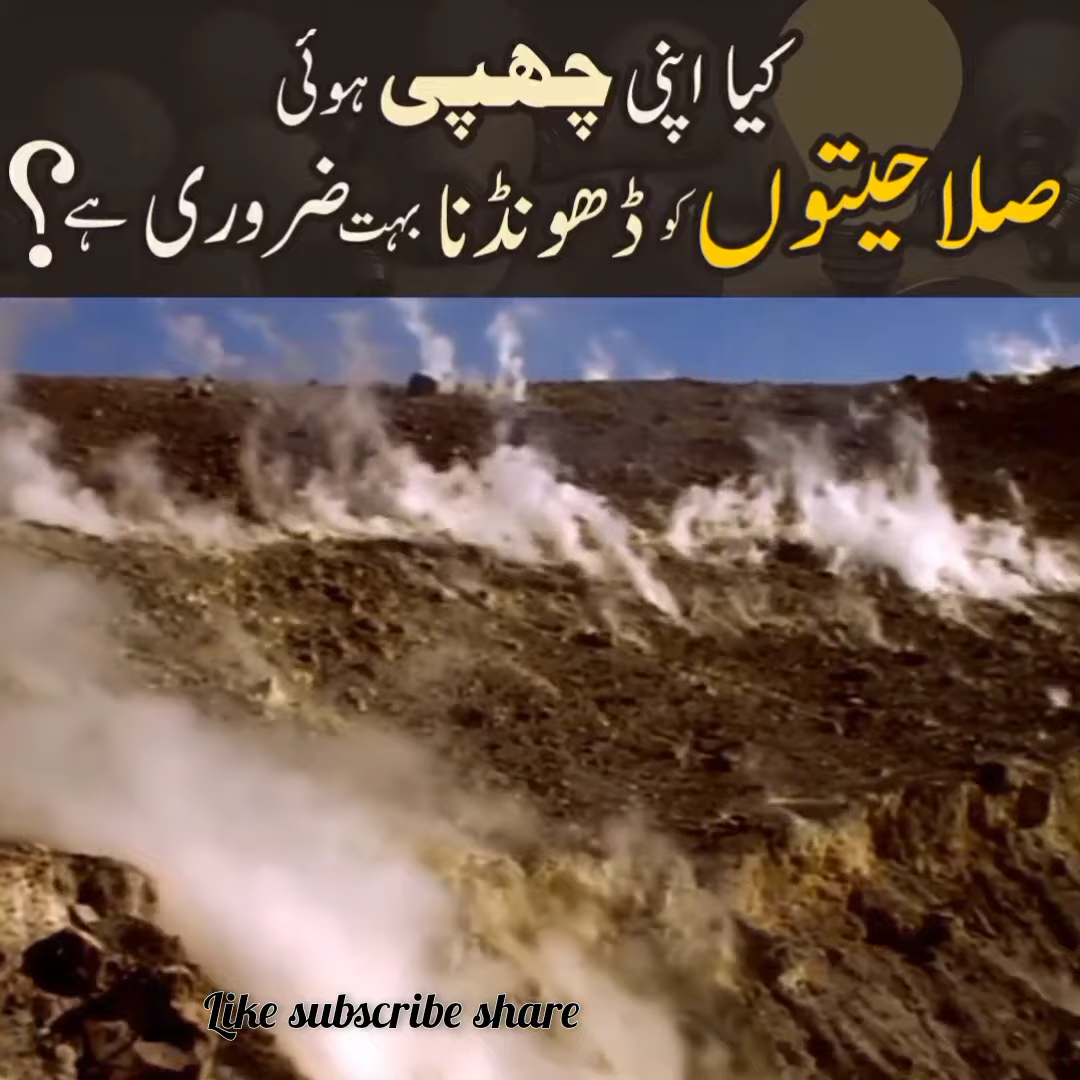 کیا اپنی چھپی ہوئی
صلاحیتوں کو ڈھونڈنا بہت ضروری ہے؟
Like subscribe share